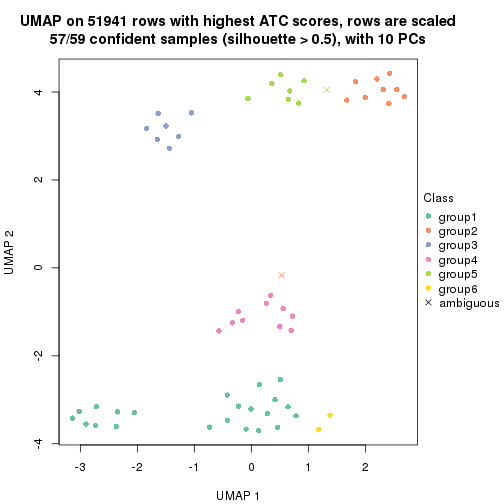 UMAP on 51941 rows with highest ATC scores, rows are scaled
57/59 confident samples (silhouette > 0.5), with 10 PCs
4
2
0
-2
-4
UMAP 2
-3
-2
-1
0
1
2
UMAP 1
Class
group1
group2
group3
group4
group5
group6
ambiguous